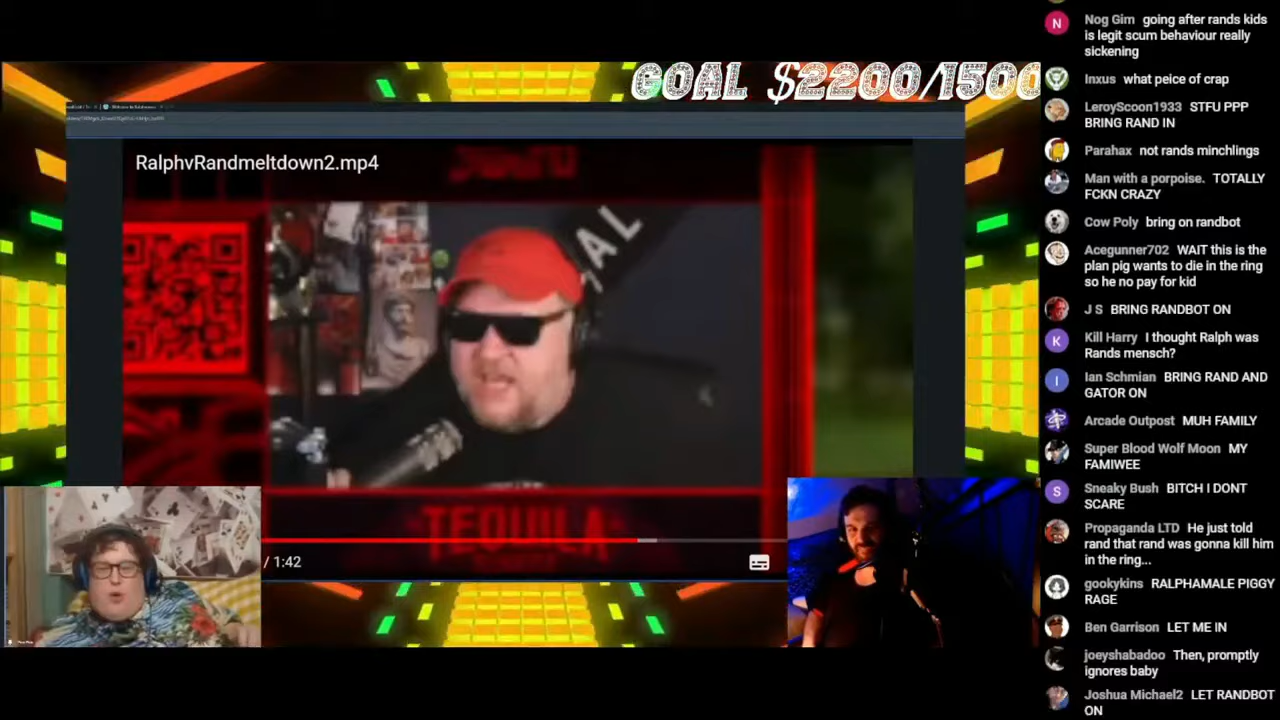 GOAL $2200/1500
RalphvRandmeltdown2.mp4
AL
TEQUILA
/ 1:42
N
Nog Gim going after rands kids
is legit scum behaviour really
sickening
Inxus what peice of crap
LeroyScoon1933 STFU PPP
BRING RAND IN
Parahax not rands minchlings
Man with a porpoise. TOTALLY
FCKN CRAZY
Cow Poly bring on randbot
Acegunner702 WAIT this is the
plan pig wants to die in the ring
so he no pay for kid
J S BRING RANDBOT ON
K
Kill Harry I thought Ralph was
Rands mensch?
I
Ian Schmian BRING RAND AND
GATOR ON
Arcade Outpost MUH FAMILY
Super Blood Wolf Moon MY
FAMIWEE
S
Sneaky Bush BITCH I DONT
SCARE
Propaganda LTD He just told
rand that rand was gonna kill him
in the ring...
gookykins RALPHAMALE PIGGY
RAGE
Ben Garrison LET ME IN
joeyshabadoo Then, promptly
ignores baby
Joshua Michael2 LET RANDBOT
ON